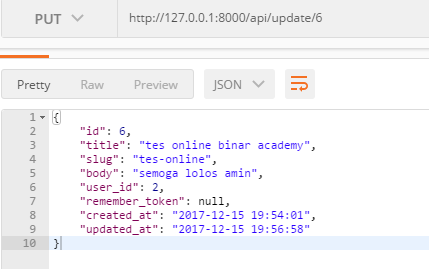 PUT http://127.0.0.1:8000/api/update/6
Pretty Raw Preview JSON
1 {
2 "id": 6,
3 "title": "tes online binar academy",
4 "slug": "tes-online",
5 "body": "semoga lolos amin",
6 "user_id": 2,
7 "remember_token": null,
8 "created_at": "2017-12-15 19:54:01",
9 "updated_at": "2017-12-15 19:56:58"
10 }